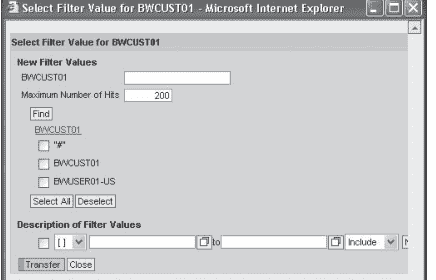 Select Filter Value for BWCUST01 - Microsoft Internet Explorer
Select Filter Value for BWCUST01
New Filter Values
BWCUST01
Maximum Number of Hits 200
Find
BWCUST01
"#"
BWCUST01
BWUSER01-US
Select All Deselect
Description of Filter Values
[ ] to Include
Transfer Close